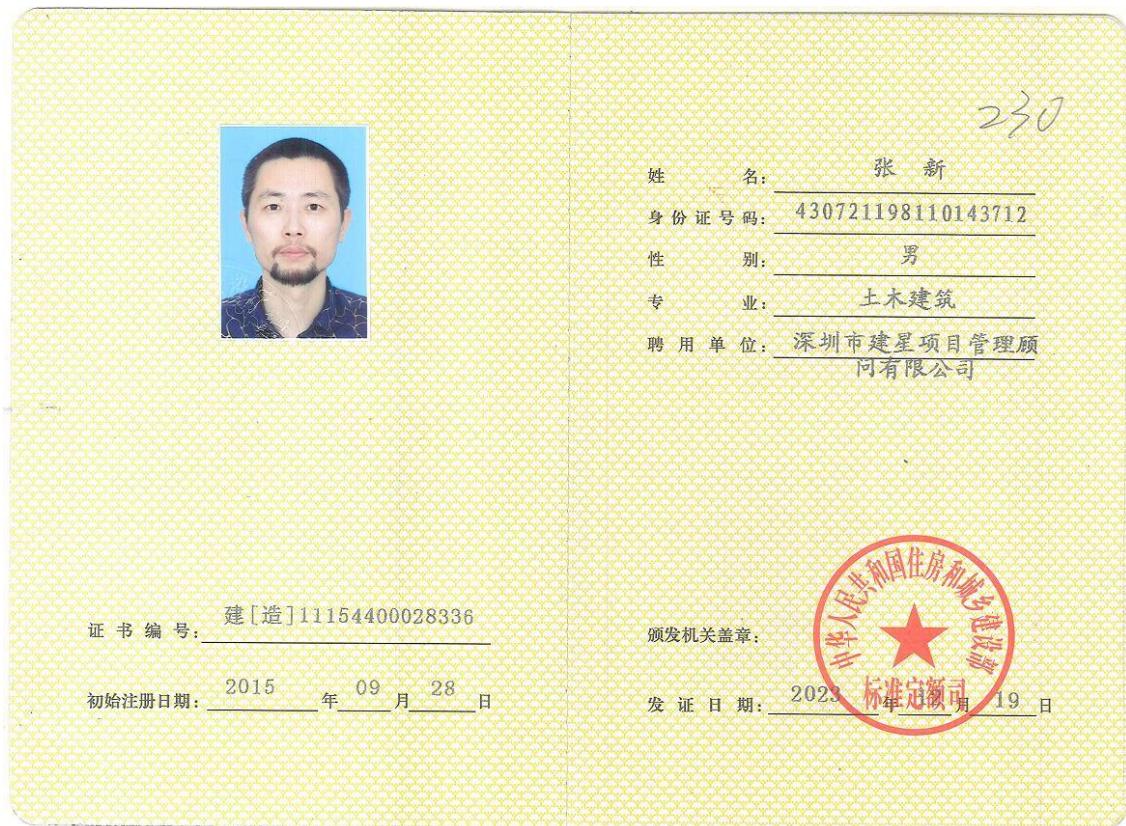 230
姓 名: 张 新
身份证号码: 430721198110143712
性 别: 男
专 业: 土木建筑
聘用单位: 深圳市建星项目管理顾
问有限公司
证书编号: 建[造]11154400028336
初始注册日期: 2015 年 09 月 28 日
颁发机关盖章:
中华人民共和国住房和城乡建设部
标准定额司
发证日期: 2023 年 12 月 19 日